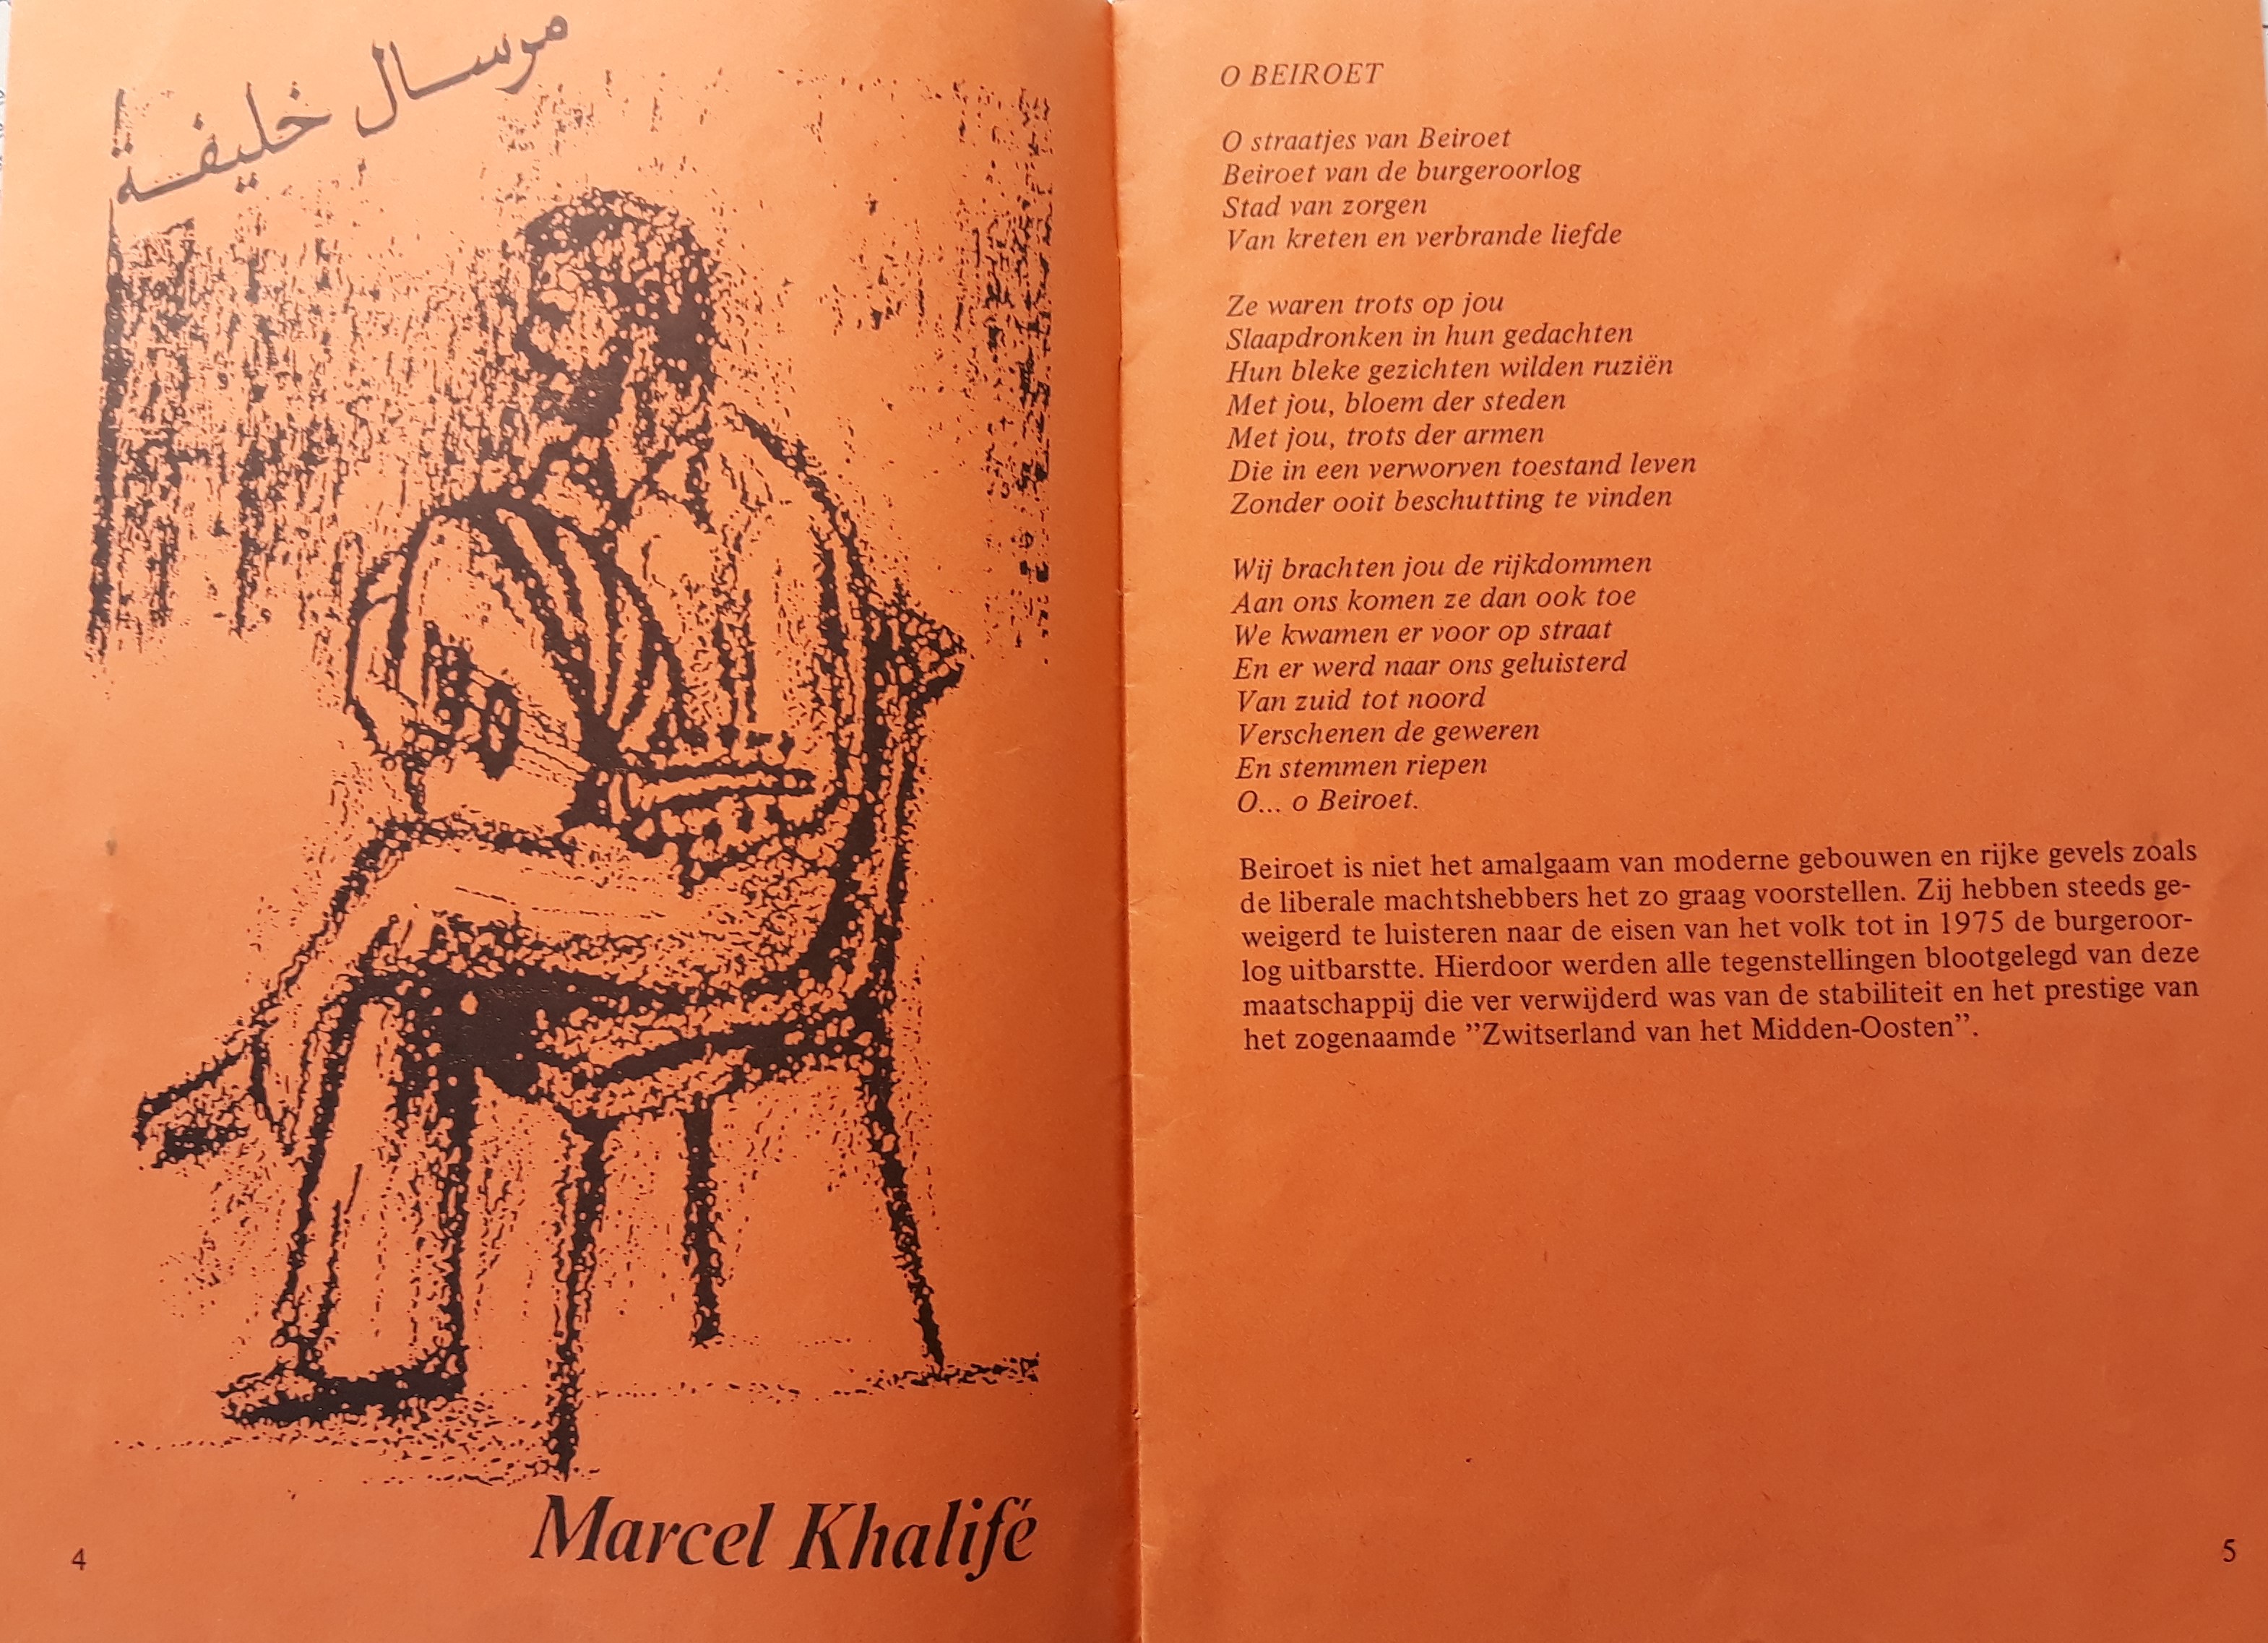 مرسال خليفة
Marcel Khalifé
4
O BEIROET
O straatjes van Beiroet
Beiroet van de burgeroorlog
Stad van zorgen
Van kreten en verbrande liefde
Ze waren trots op jou
Slaapdronken in hun gedachten
Hun bleke gezichten wilden ruziën
Met jou, bloem der steden
Met jou, trots der armen
Die in een verworven toestand leven
Zonder ooit beschutting te vinden
Wij brachten jou de rijkdommen
Aan ons komen ze dan ook toe
We kwamen er voor op straat
En er werd naar ons geluisterd
Van zuid tot noord
Verschenen de geweren
En stemmen riepen
O... o Beiroet.
Beiroet is niet het amalgaam van moderne gebouwen en rijke gevels zoals
de liberale machtshebbers het zo graag voorstellen. Zij hebben steeds ge-
weigerd te luisteren naar de eisen van het volk tot in 1975 de burgeroor-
log uitbarstte. Hierdoor werden alle tegenstellingen blootgelegd van deze
maatschappij die ver verwijderd was van de stabiliteit en het prestige van
het zogenaamde ”Zwitserland van het Midden-Oosten”.
5